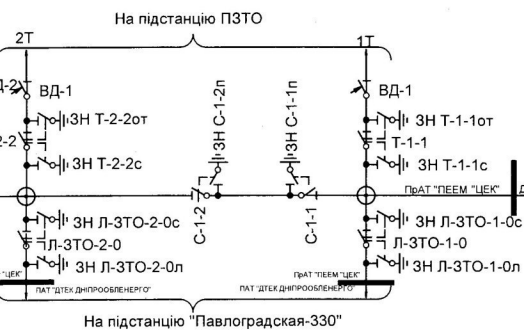 На підстанцію ПЗТО
2Т
1Т
ВД-1
ВД-1
ЗН Т-2-2от
ЗН С-1-2п
ЗН С-1-1п
ЗН Т-1-1от
Т-1-1
ЗН Т-2-2с
ЗН Т-1-1с
ПрАТ "ПЕЕМ "ЦЕК"
С-1-2
С-1-1
ЗН Л-ЗТО-2-0с
ЗН Л-ЗТО-1-0с
Л-ЗТО-2-0
Л-ЗТО-1-0
ЗН Л-ЗТО-2-0л
ЗН Л-ЗТО-1-0л
"ЦЕК"
ПрАТ "ПЕЕМ "ЦЕК"
ПАТ "ДТЕК ДНІПРООБЛЕНЕРГО"
ПАТ "ДТЕК ДНІПРООБЛЕНЕРГО"
На підстанцію "Павлоградская-330"